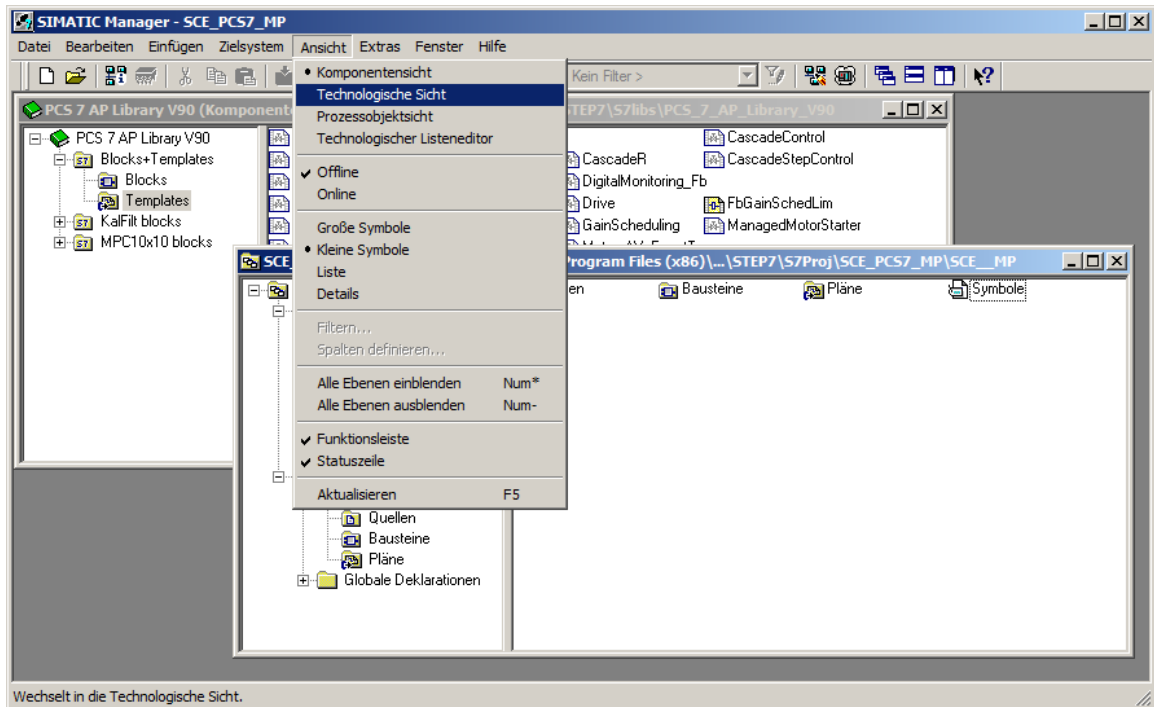 SIMATIC Manager - SCE_PCS7_MP
Datei Bearbeiten Einfügen Zielsystem Ansicht Extras Fenster Hilfe
Kein Filter >
PCS 7 AP Library V90 (Komponent
STEP7\S7libs\PCS_7_AP_Library_V90
PCS 7 AP Library V90
Blocks+Templates
Blocks
Templates
KalFilt blocks
MPC10x10 blocks
CascadeControl
CascadeR
CascadeStepControl
DigitalMonitoring_Fb
Drive
FbGainSchedLim
GainScheduling
ManagedMotorStarter
• Komponentensicht
Technologische Sicht
Prozessobjektsicht
Technologischer Listeneditor
✓ Offline
Online
Große Symbole
• Kleine Symbole
Liste
Details
Filtern...
Spalten definieren...
Alle Ebenen einblenden Num*
Alle Ebenen ausblenden Num-
✓ Funktionsleiste
✓ Statuszeile
Aktualisieren F5
SCE
Program Files (x86)\...\STEP7\S7Proj\SCE_PCS7_MP\SCE__MP
en
Bausteine
Pläne
Symbole
Quellen
Bausteine
Pläne
Globale Deklarationen
Wechselt in die Technologische Sicht.